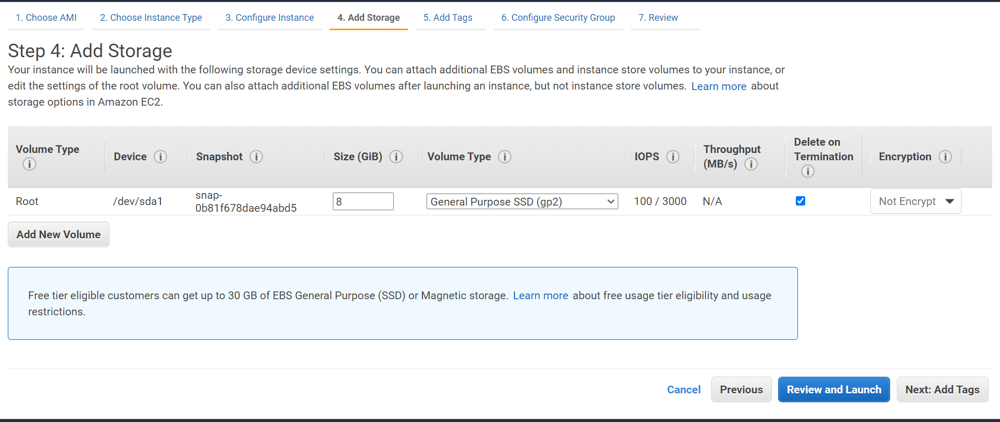 1. Choose AMI 2. Choose Instance Type 3. Configure Instance 4. Add Storage 5. Add Tags 6. Configure Security Group 7. Review
Step 4: Add Storage
Your instance will be launched with the following storage device settings. You can attach additional EBS volumes and instance store volumes to your instance, or
edit the settings of the root volume. You can also attach additional EBS volumes after launching an instance, but not instance store volumes. Learn more about
storage options in Amazon EC2.
Volume Type i Device i Snapshot i Size (GiB) i Volume Type i IOPS i Throughput (MB/s) i Delete on Termination i Encryption i
Root /dev/sda1 snap-0b81f678dae94abd5 8 General Purpose SSD (gp2) 100 / 3000 N/A Not Encrypt
Add New Volume
Free tier eligible customers can get up to 30 GB of EBS General Purpose (SSD) or Magnetic storage. Learn more about free usage tier eligibility and usage
restrictions.
Cancel Previous Review and Launch Next: Add Tags